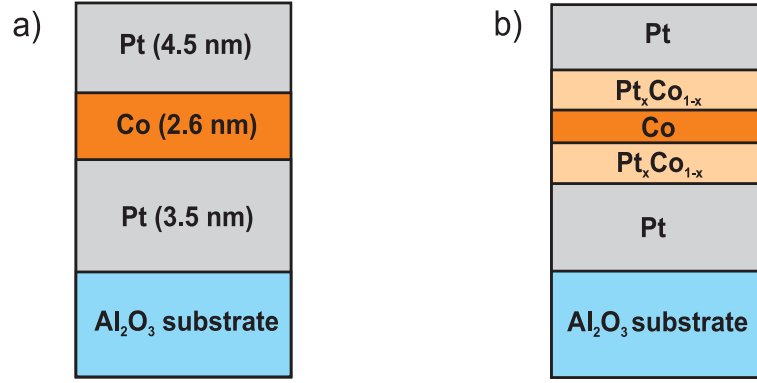 a)
Pt (4.5 nm)
Co (2.6 nm)
Pt (3.5 nm)
Al₂O₃ substrate
b)
Pt
PtₓCo₁₋ₓ
Co
PtₓCo₁₋ₓ
Pt
Al₂O₃ substrate